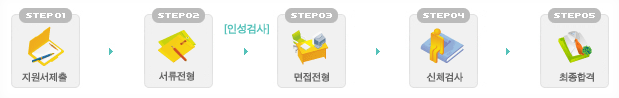 STEP01
지원서제출
STEP02
서류전형
[인성검사]
STEP03
면접전형
STEP04
신체검사
STEP05
최종합격